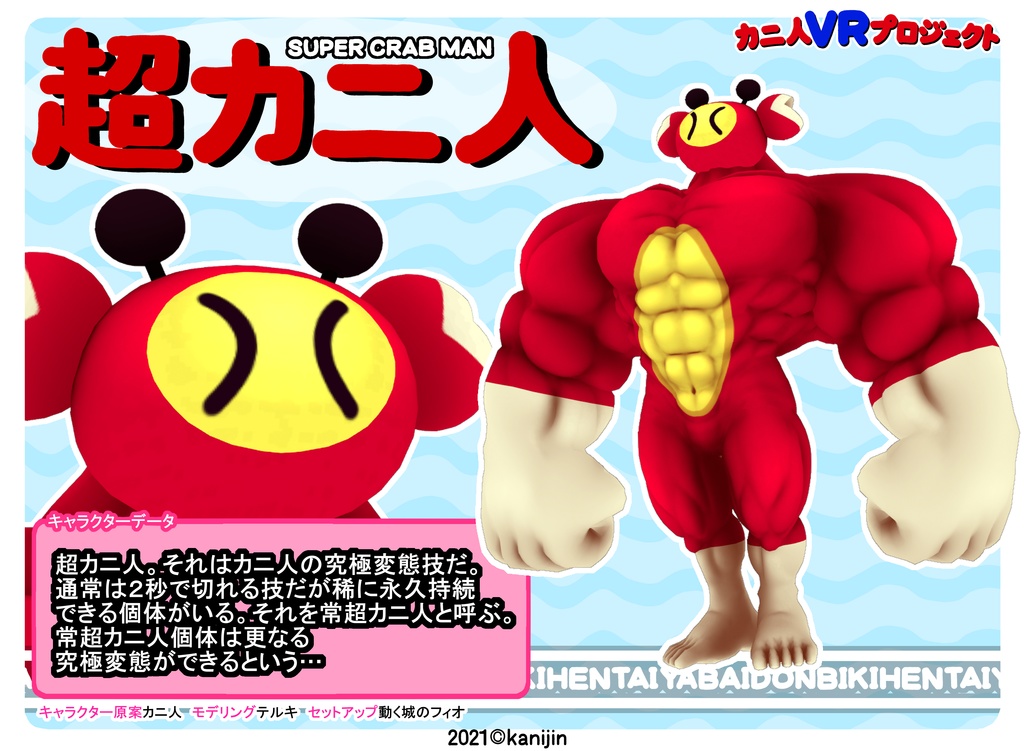 SUPER CRAB MAN
超カニ人
カニ人VRプロジェクト
キャラクターデータ
超カニ人。それはカニ人の究極変態技だ。
通常は2秒で切れる技だが稀に永久持続
できる個体がいる。それを常超カニ人と呼ぶ。
常超カニ人個体は更なる
究極変態ができるという…
KIHENTAIYABAIDONBIKIHENTAIY
キャラクター原案カニ人 モデリングテルキ セットアップ動く城のフィオ
2021©kanijin